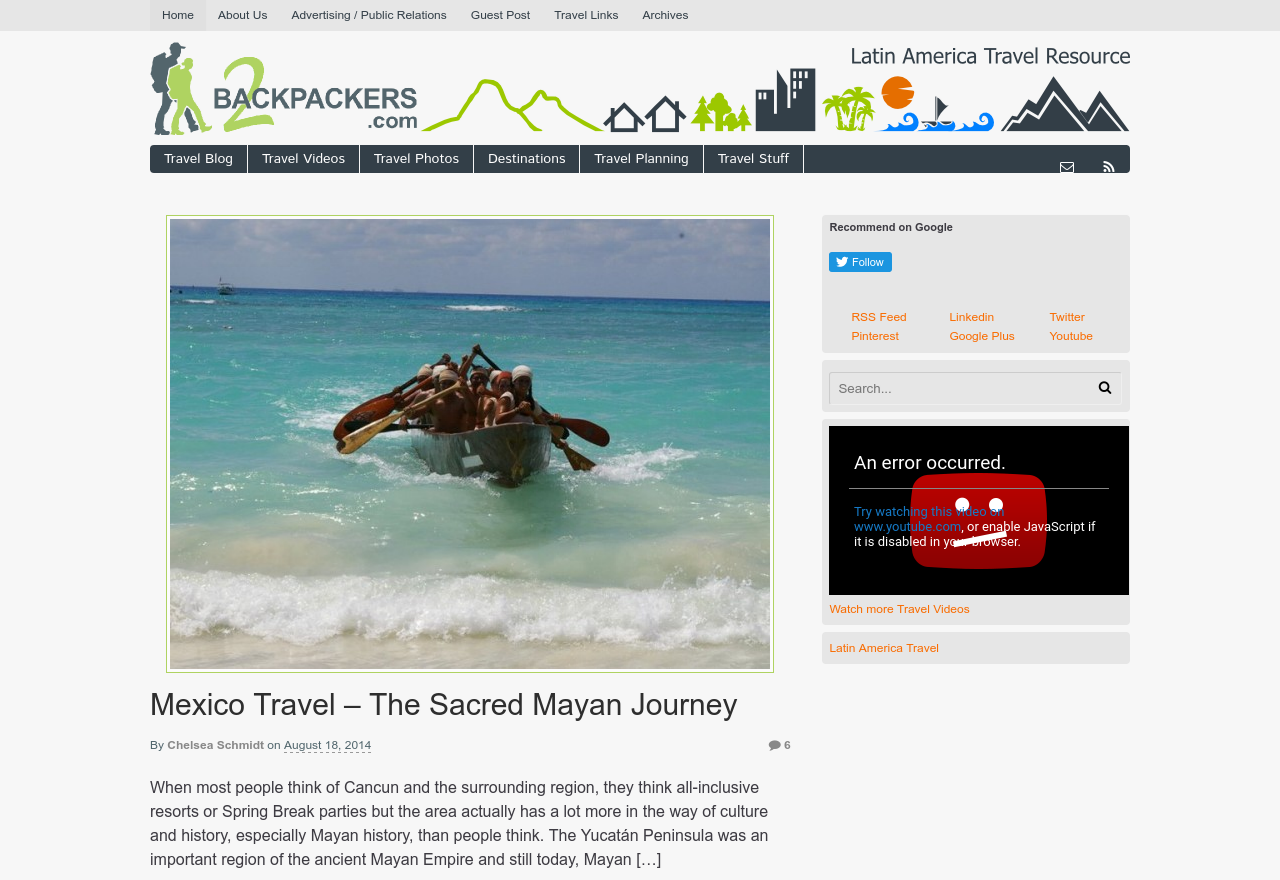 Home About Us Advertising / Public Relations Guest Post Travel Links Archives
Latin America Travel Resource
2 BACKPACKERS
.com
Travel Blog Travel Videos Travel Photos Destinations Travel Planning Travel Stuff
Recommend on Google
Follow
RSS Feed Linkedin Twitter
Pinterest Google Plus Youtube
Search...
An error occurred.
Try watching this video on
www.youtube.com, or enable JavaScript if
it is disabled in your browser.
Watch more Travel Videos
Latin America Travel
Mexico Travel – The Sacred Mayan Journey
By Chelsea Schmidt on August 18, 2014 6
When most people think of Cancun and the surrounding region, they think all-inclusive
resorts or Spring Break parties but the area actually has a lot more in the way of culture
and history, especially Mayan history, than people think. The Yucatán Peninsula was an
important region of the ancient Mayan Empire and still today, Mayan […]